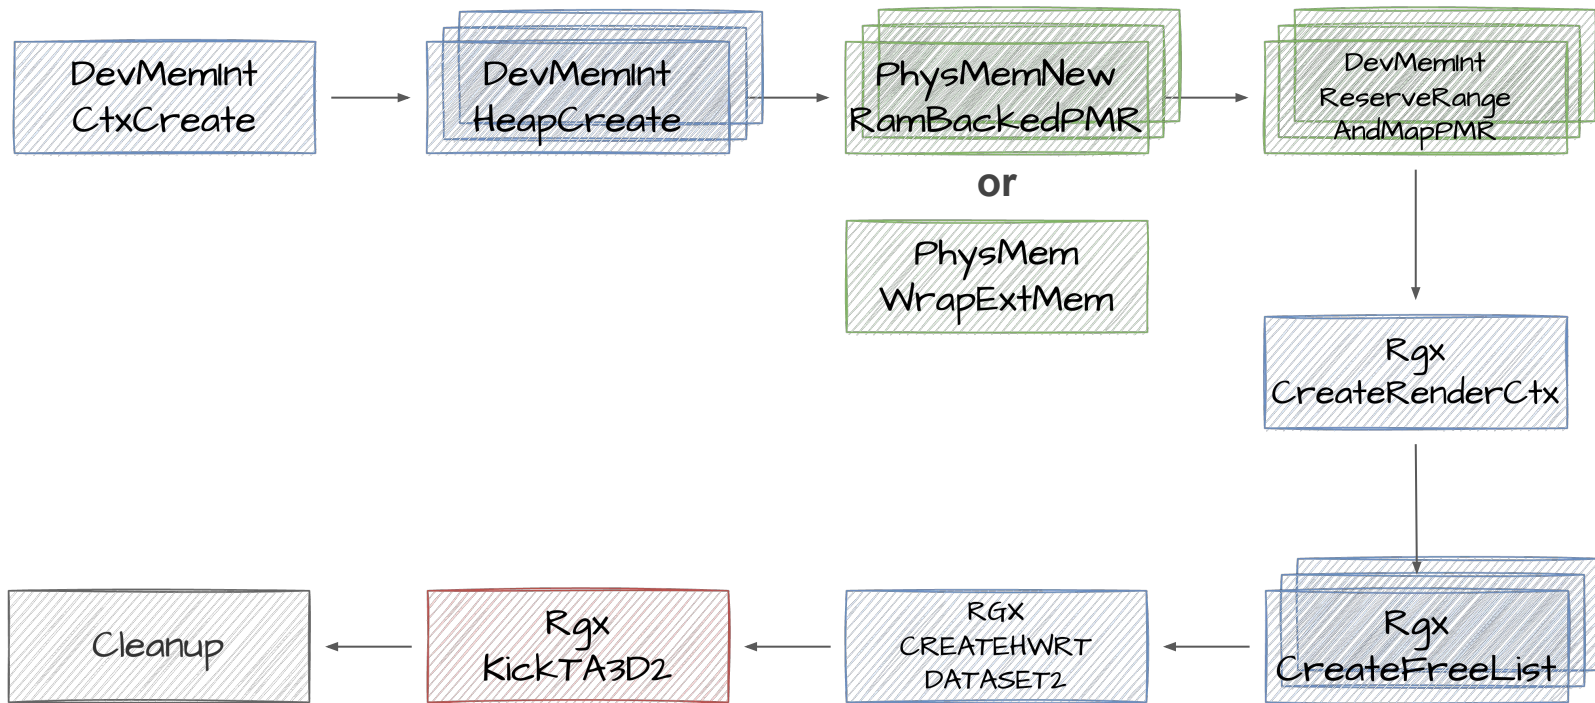 DevMemInt
CtxCreate
DevMemInt
HeapCreate
PhysMemNew
RamBackedPMR
or
PhysMem
WrapExtMem
DevMemInt
ReserveRange
AndMapPMR
Rgx
CreateRenderCtx
Rgx
CreateFreeList
RGX
CREATEHWRT
DATASET2
Rgx
KickTA3D2
Cleanup